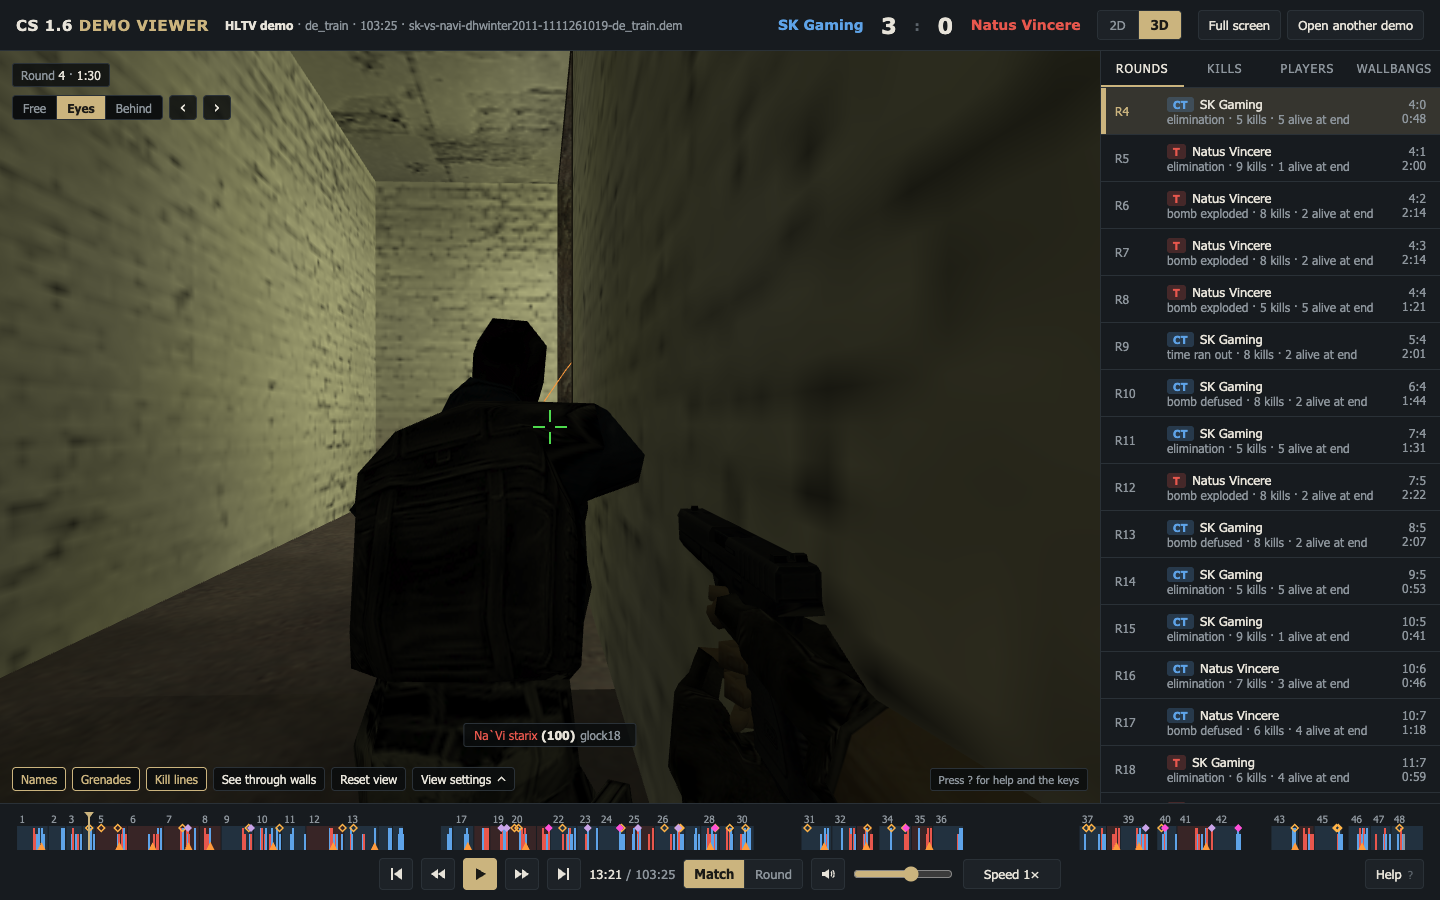 CS 1.6 DEMO VIEWER
HLTV demo · de_train · 103:25 · sk-vs-navi-dhwinter2011-1111261019-de_train.dem
SK Gaming 3 : 0 Natus Vincere
2D 3D
Full screen
Open another demo
Round 4 · 1:30
Free Eyes Behind ‹ ›
ROUNDS KILLS PLAYERS WALLBANGS
R4 CT SK Gaming 4:0
elimination · 5 kills · 5 alive at end 0:48
R5 T Natus Vincere 4:1
elimination · 9 kills · 1 alive at end 2:00
R6 T Natus Vincere 4:2
bomb exploded · 8 kills · 2 alive at end 2:14
R7 T Natus Vincere 4:3
bomb exploded · 8 kills · 2 alive at end 2:14
R8 T Natus Vincere 4:4
bomb exploded · 5 kills · 5 alive at end 1:21
R9 CT SK Gaming 5:4
time ran out · 8 kills · 2 alive at end 2:01
R10 CT SK Gaming 6:4
bomb defused · 8 kills · 2 alive at end 1:44
R11 CT SK Gaming 7:4
elimination · 5 kills · 5 alive at end 1:31
R12 T Natus Vincere 7:5
bomb exploded · 8 kills · 2 alive at end 2:22
R13 CT SK Gaming 8:5
bomb defused · 8 kills · 2 alive at end 2:07
R14 CT SK Gaming 9:5
elimination · 5 kills · 5 alive at end 0:53
R15 CT SK Gaming 10:5
elimination · 9 kills · 1 alive at end 0:41
R16 CT Natus Vincere 10:6
elimination · 7 kills · 3 alive at end 0:46
R17 CT Natus Vincere 10:7
bomb defused · 6 kills · 4 alive at end 1:18
R18 T SK Gaming 11:7
elimination · 6 kills · 4 alive at end 0:59
Na`Vi starix (100) glock18
Names Grenades Kill lines See through walls Reset view View settings
Press ? for help and the keys
1 2 3 5 6 7 8 9 10 11 12 13 17 19 20 22 23 24 25 26 28 30 31 32 34 35 36 37 39 40 41 42 43 45 46 47 48
13:21 / 103:25
Match Round
Speed 1×
Help ?